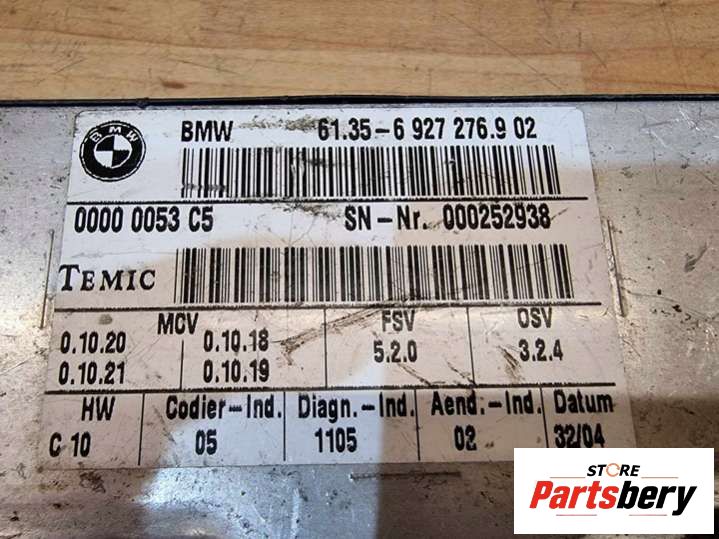 BMW
BMW 61.35-6 927 276.9 02
0000 0053 C5 SN-Nr. 000252938
TEMIC
MCV FSV OSV
0.10.20 0.10.18 5.2.0 3.2.4
0.10.21 0.10.19
HW Codier-Ind. Diagn.-Ind. Aend.-Ind. Datum
C 10 05 1105 02 32/04
STORE
Partsbery